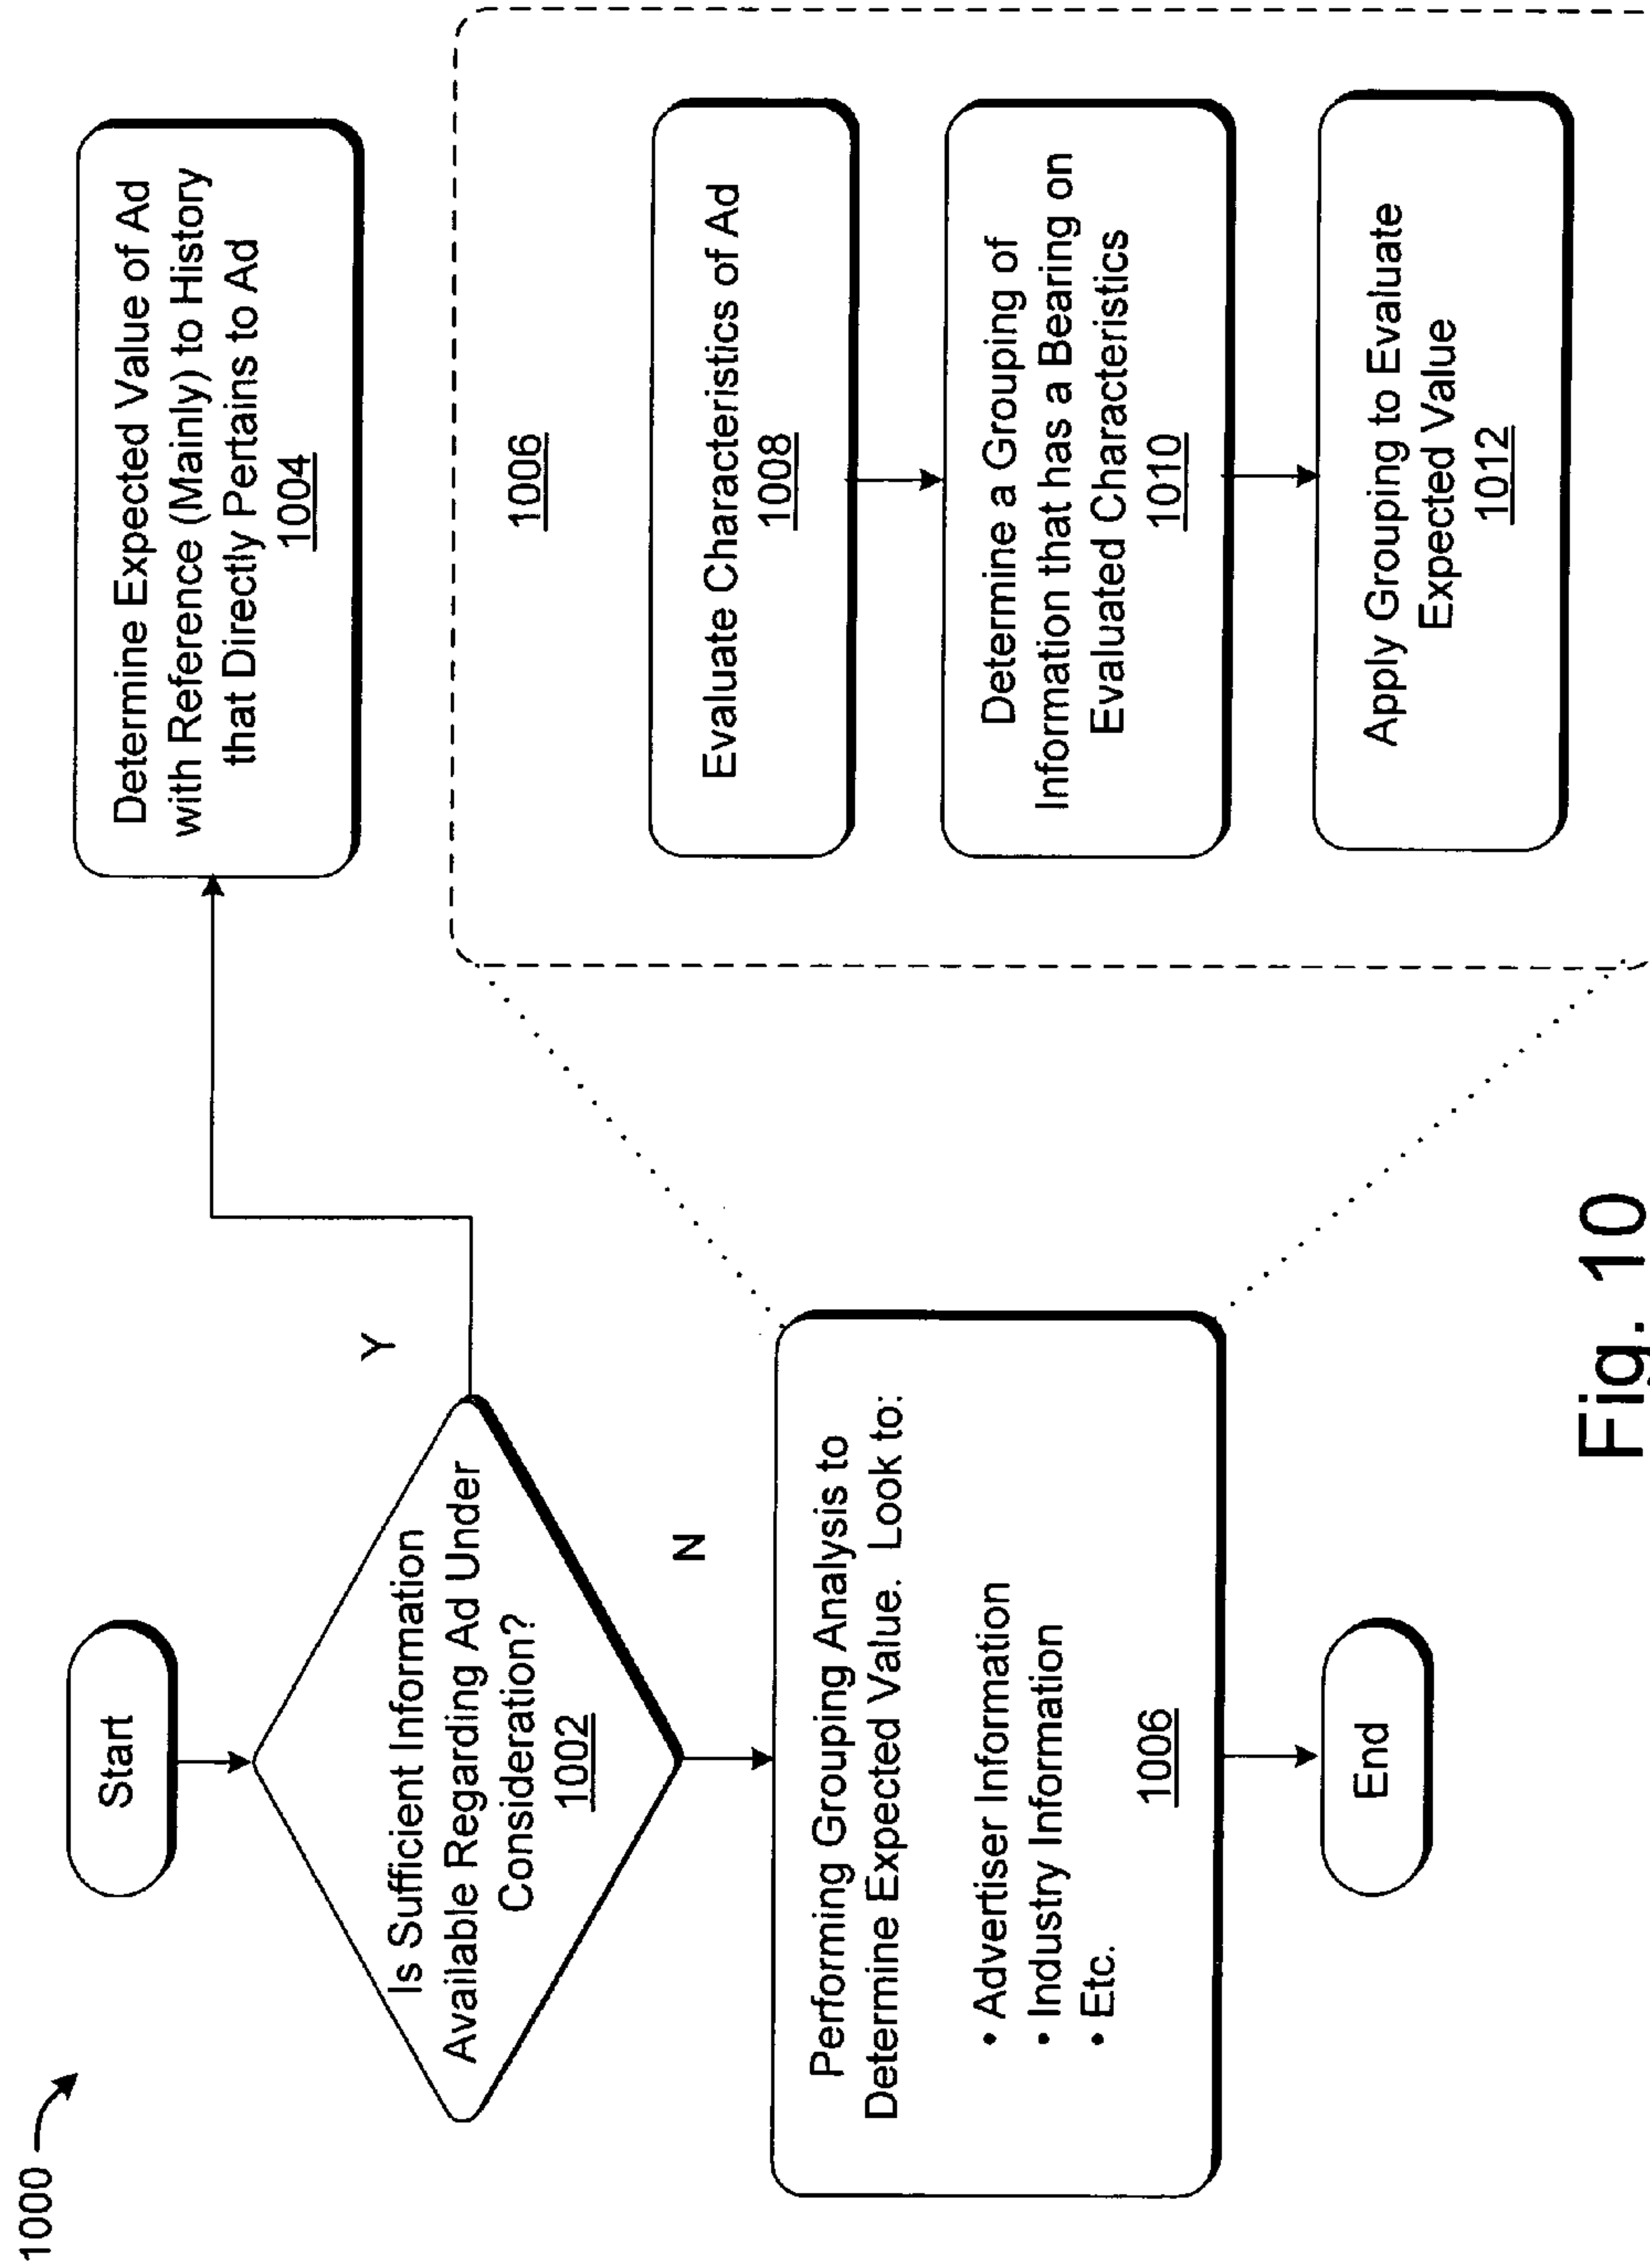 1000
Start
Is Sufficient Information
Available Regarding Ad Under
Consideration?
1002
Y
N
Determine Expected Value of Ad
with Reference (Mainly) to History
that Directly Pertains to Ad
1004
Performing Grouping Analysis to
Determine Expected Value. Look to:
• Advertiser Information
• Industry Information
• Etc.
1006
End
1006
Evaluate Characteristics of Ad
1008
Determine a Grouping of
Information that has a Bearing on
Evaluated Characteristics
1010
Apply Grouping to Evaluate
Expected Value
1012
Fig. 10